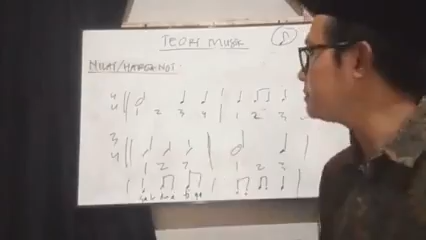 TEORI MUSIK
NILAI/HARGA NOT:
4 4 1 2 3 4 1 2 3
3 4 1 2 3 1 2 3